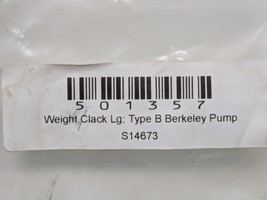 501357
Weight Clack Lg; Type B Berkeley Pump
S14673